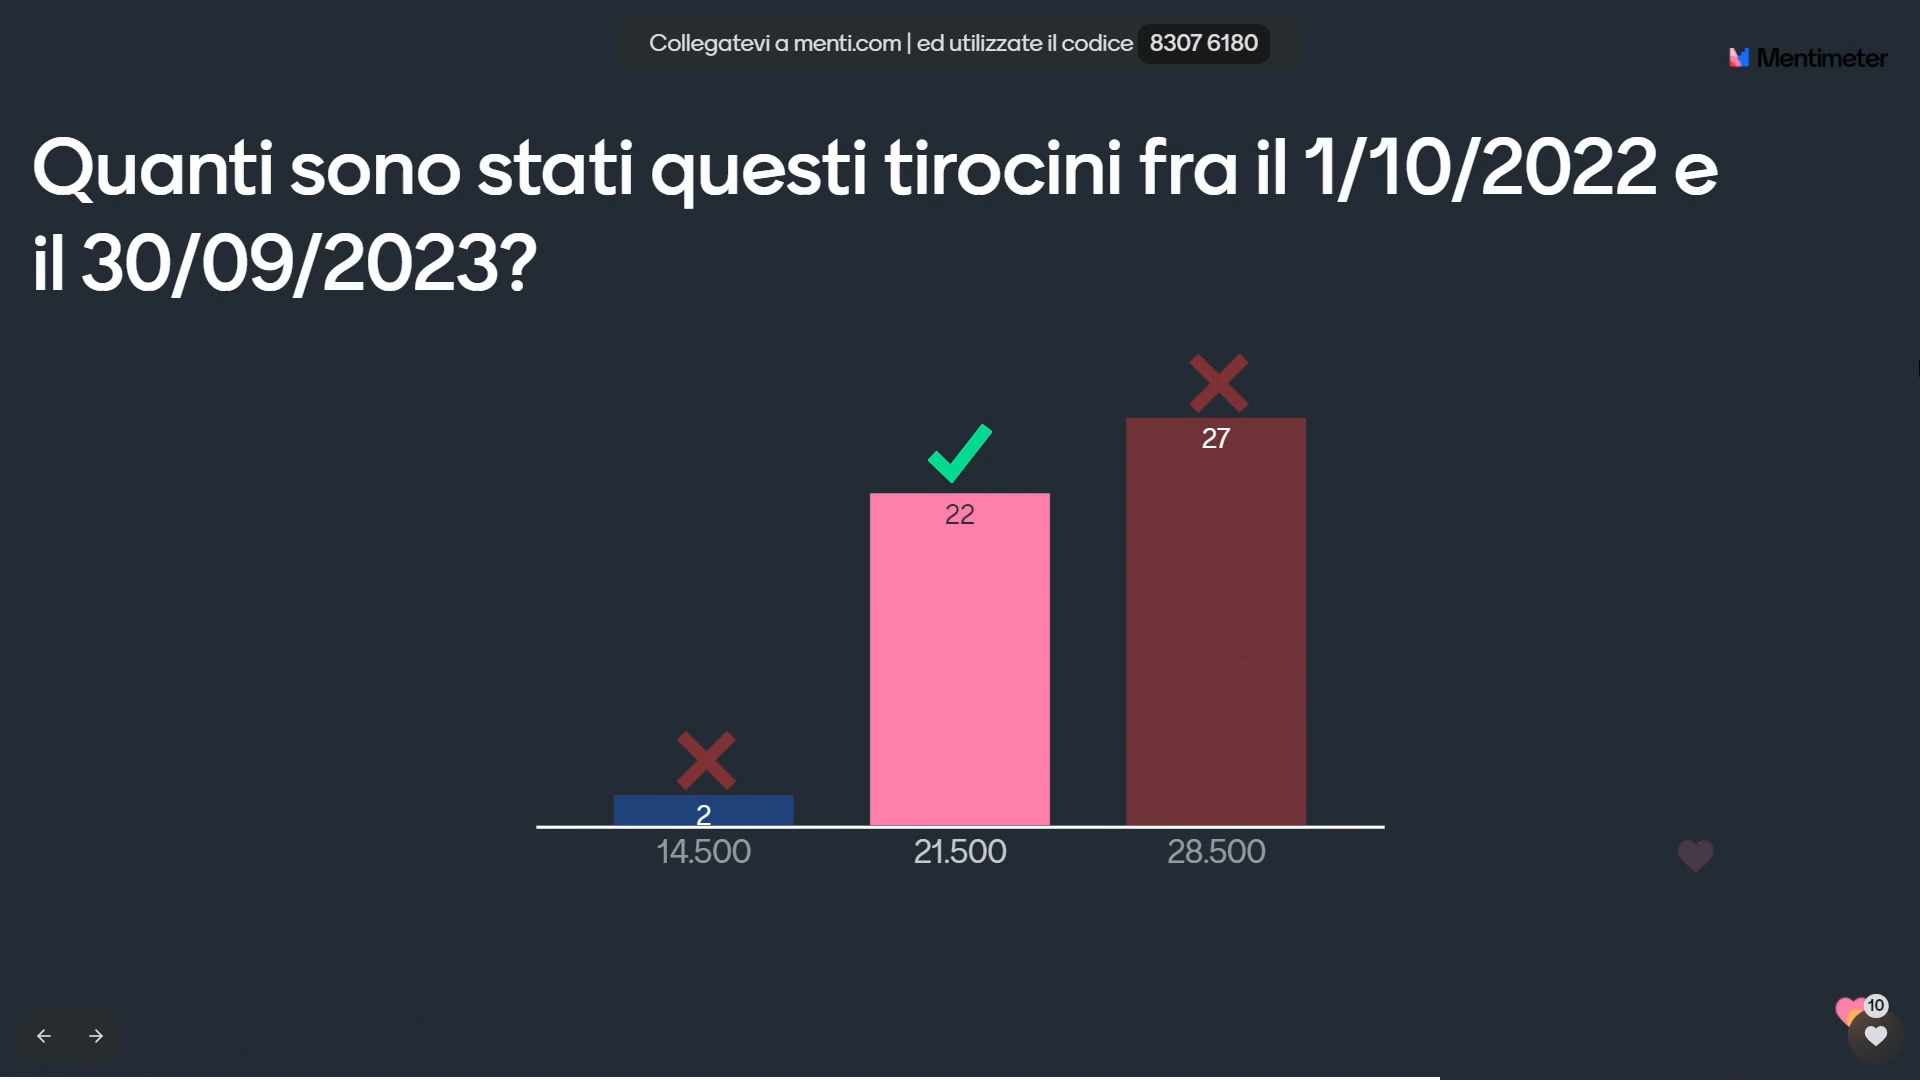 Collegatevi a menti.com | ed utilizzate il codice 8307 6180
Mentimeter
Quanti sono stati questi tirocini fra il 1/10/2022 e
il 30/09/2023?
27
22
2
14.500 21.500 28.500
10